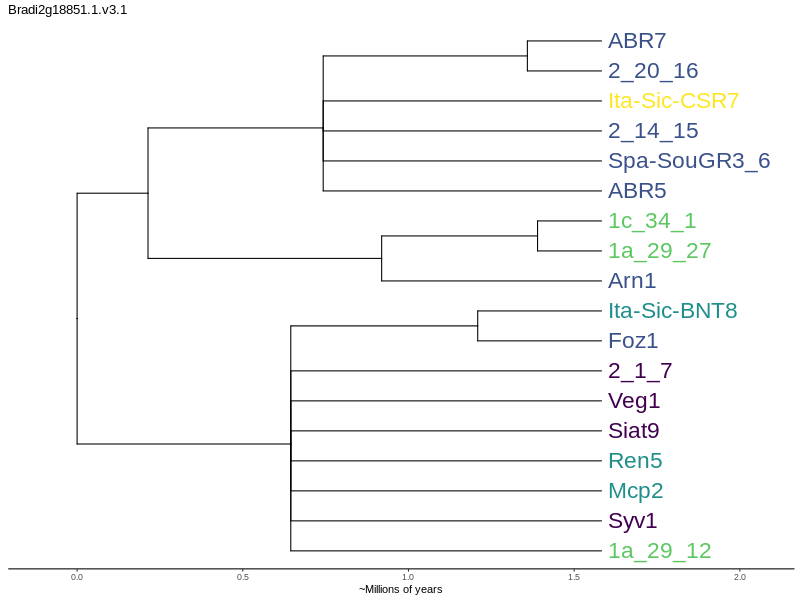 Bradi2g18851.1.v3.1
ABR7
2_20_16
Ita-Sic-CSR7
2_14_15
Spa-SouGR3_6
ABR5
1c_34_1
1a_29_27
Arn1
Ita-Sic-BNT8
Foz1
2_1_7
Veg1
Siat9
Ren5
Mcp2
Syv1
1a_29_12
0.0 0.5 1.0 1.5 2.0
~Millions of years